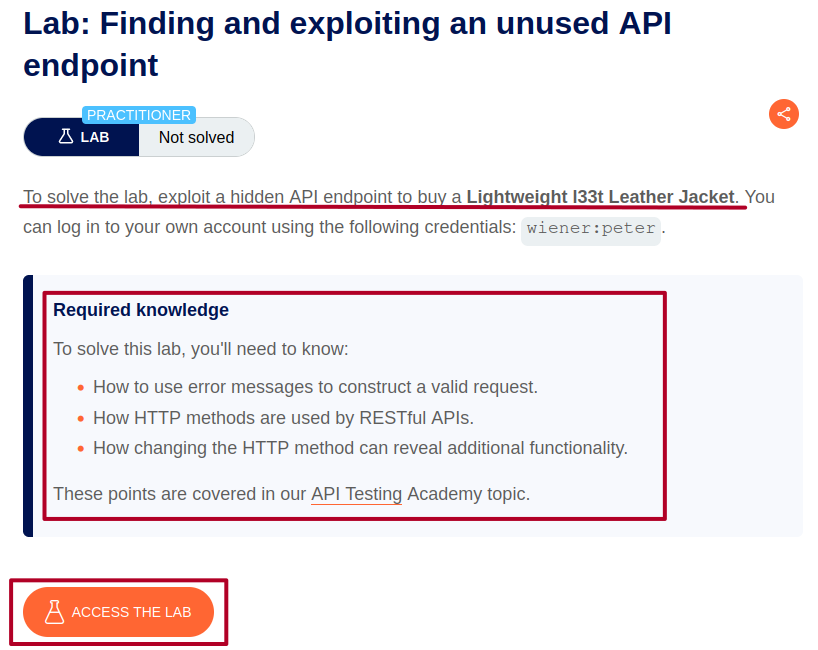 Lab: Finding and exploiting an unused API
endpoint
PRACTITIONER
LAB
Not solved
To solve the lab, exploit a hidden API endpoint to buy a Lightweight l33t Leather Jacket. You
can log in to your own account using the following credentials: wiener:peter.
Required knowledge
To solve this lab, you'll need to know:
• How to use error messages to construct a valid request.
• How HTTP methods are used by RESTful APIs.
• How changing the HTTP method can reveal additional functionality.
These points are covered in our API Testing Academy topic.
ACCESS THE LAB